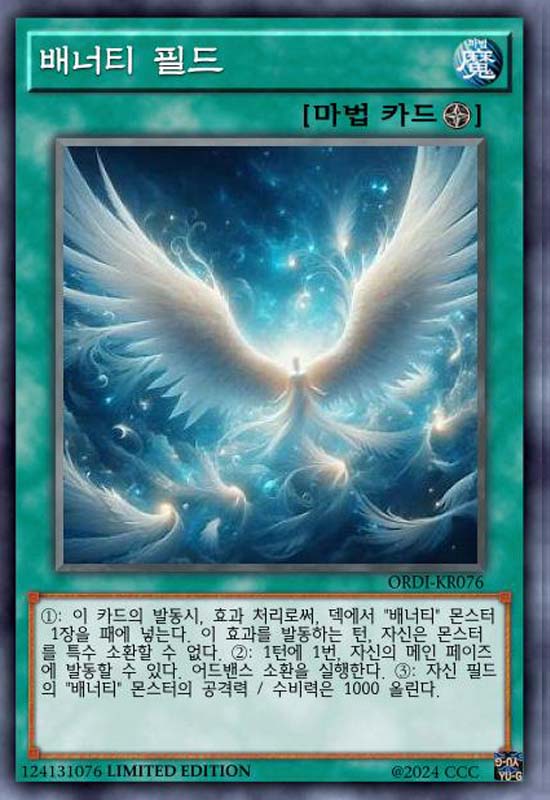 배너티 필드
마법
魔
[마법 카드]
ORDI-KR076
①: 이 카드의 발동시, 효과 처리로써, 덱에서 "배너티" 몬스터
1장을 패에 넣는다. 이 효과를 발동하는 턴, 자신은 몬스터
를 특수 소환할 수 없다. ②: 1턴에 1번, 자신의 메인 페이즈
에 발동할 수 있다. 어드밴스 소환을 실행한다. ③: 자신 필드
의 "배너티" 몬스터의 공격력 / 수비력은 1000 올린다.
124131076 LIMITED EDITION
@2024 CCC